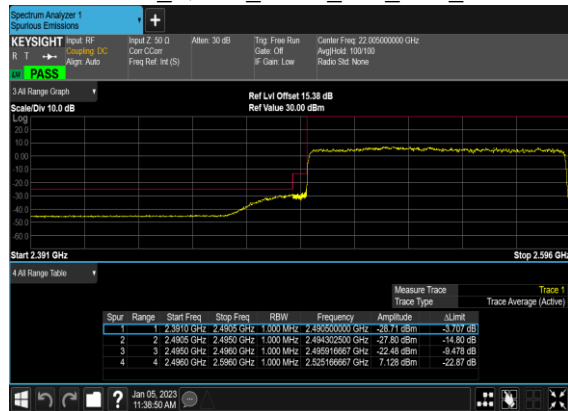 Spectrum Analyzer 1
Spurious Emissions
KEYSIGHT Input: RF Input Z: 50 Ω Atten: 30 dB Trig: Free Run Center Freq: 22.005000000 GHz
R T Coupling: DC Corr CCorr Gate: Off Avg|Hold: 100/100
Align: Auto Freq Ref: Int (S) IF Gain: Low Radio Std: None
PASS
3 All Range Graph
Ref Lvl Offset 15.38 dB
Scale/Div 10.0 dB Ref Value 30.00 dBm
Log
20.0
10.0
0.00
-10.0
-20.0
-30.0
-40.0
-50.0
-60.0
Start 2.391 GHz Stop 2.596 GHz
4 All Range Table
Measure Trace Trace 1
Trace Type Trace Average (Active)
Spur Range Start Freq Stop Freq RBW Frequency Amplitude ΔLimit
1 1 2.3910 GHz 2.4905 GHz 1.000 MHz 2.490500000 GHz -28.71 dBm -3.707 dB
2 2 2.4905 GHz 2.4950 GHz 1.000 MHz 2.494302500 GHz -27.80 dBm -14.80 dB
3 3 2.4950 GHz 2.4960 GHz 1.000 MHz 2.495916667 GHz -22.48 dBm -9.478 dB
4 4 2.4960 GHz 2.5960 GHz 1.000 MHz 2.525166667 GHz 7.128 dBm -22.87 dB
? Jan 05, 2023
11:38:50 AM